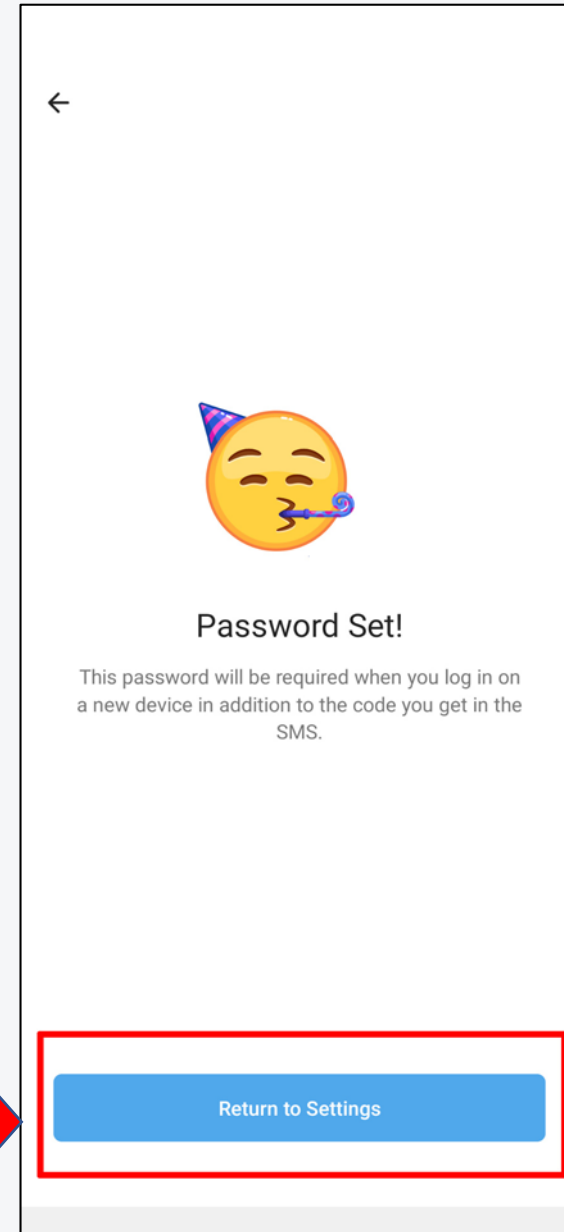 Password Set!
This password will be required when you log in on
a new device in addition to the code you get in the
SMS.
Return to Settings